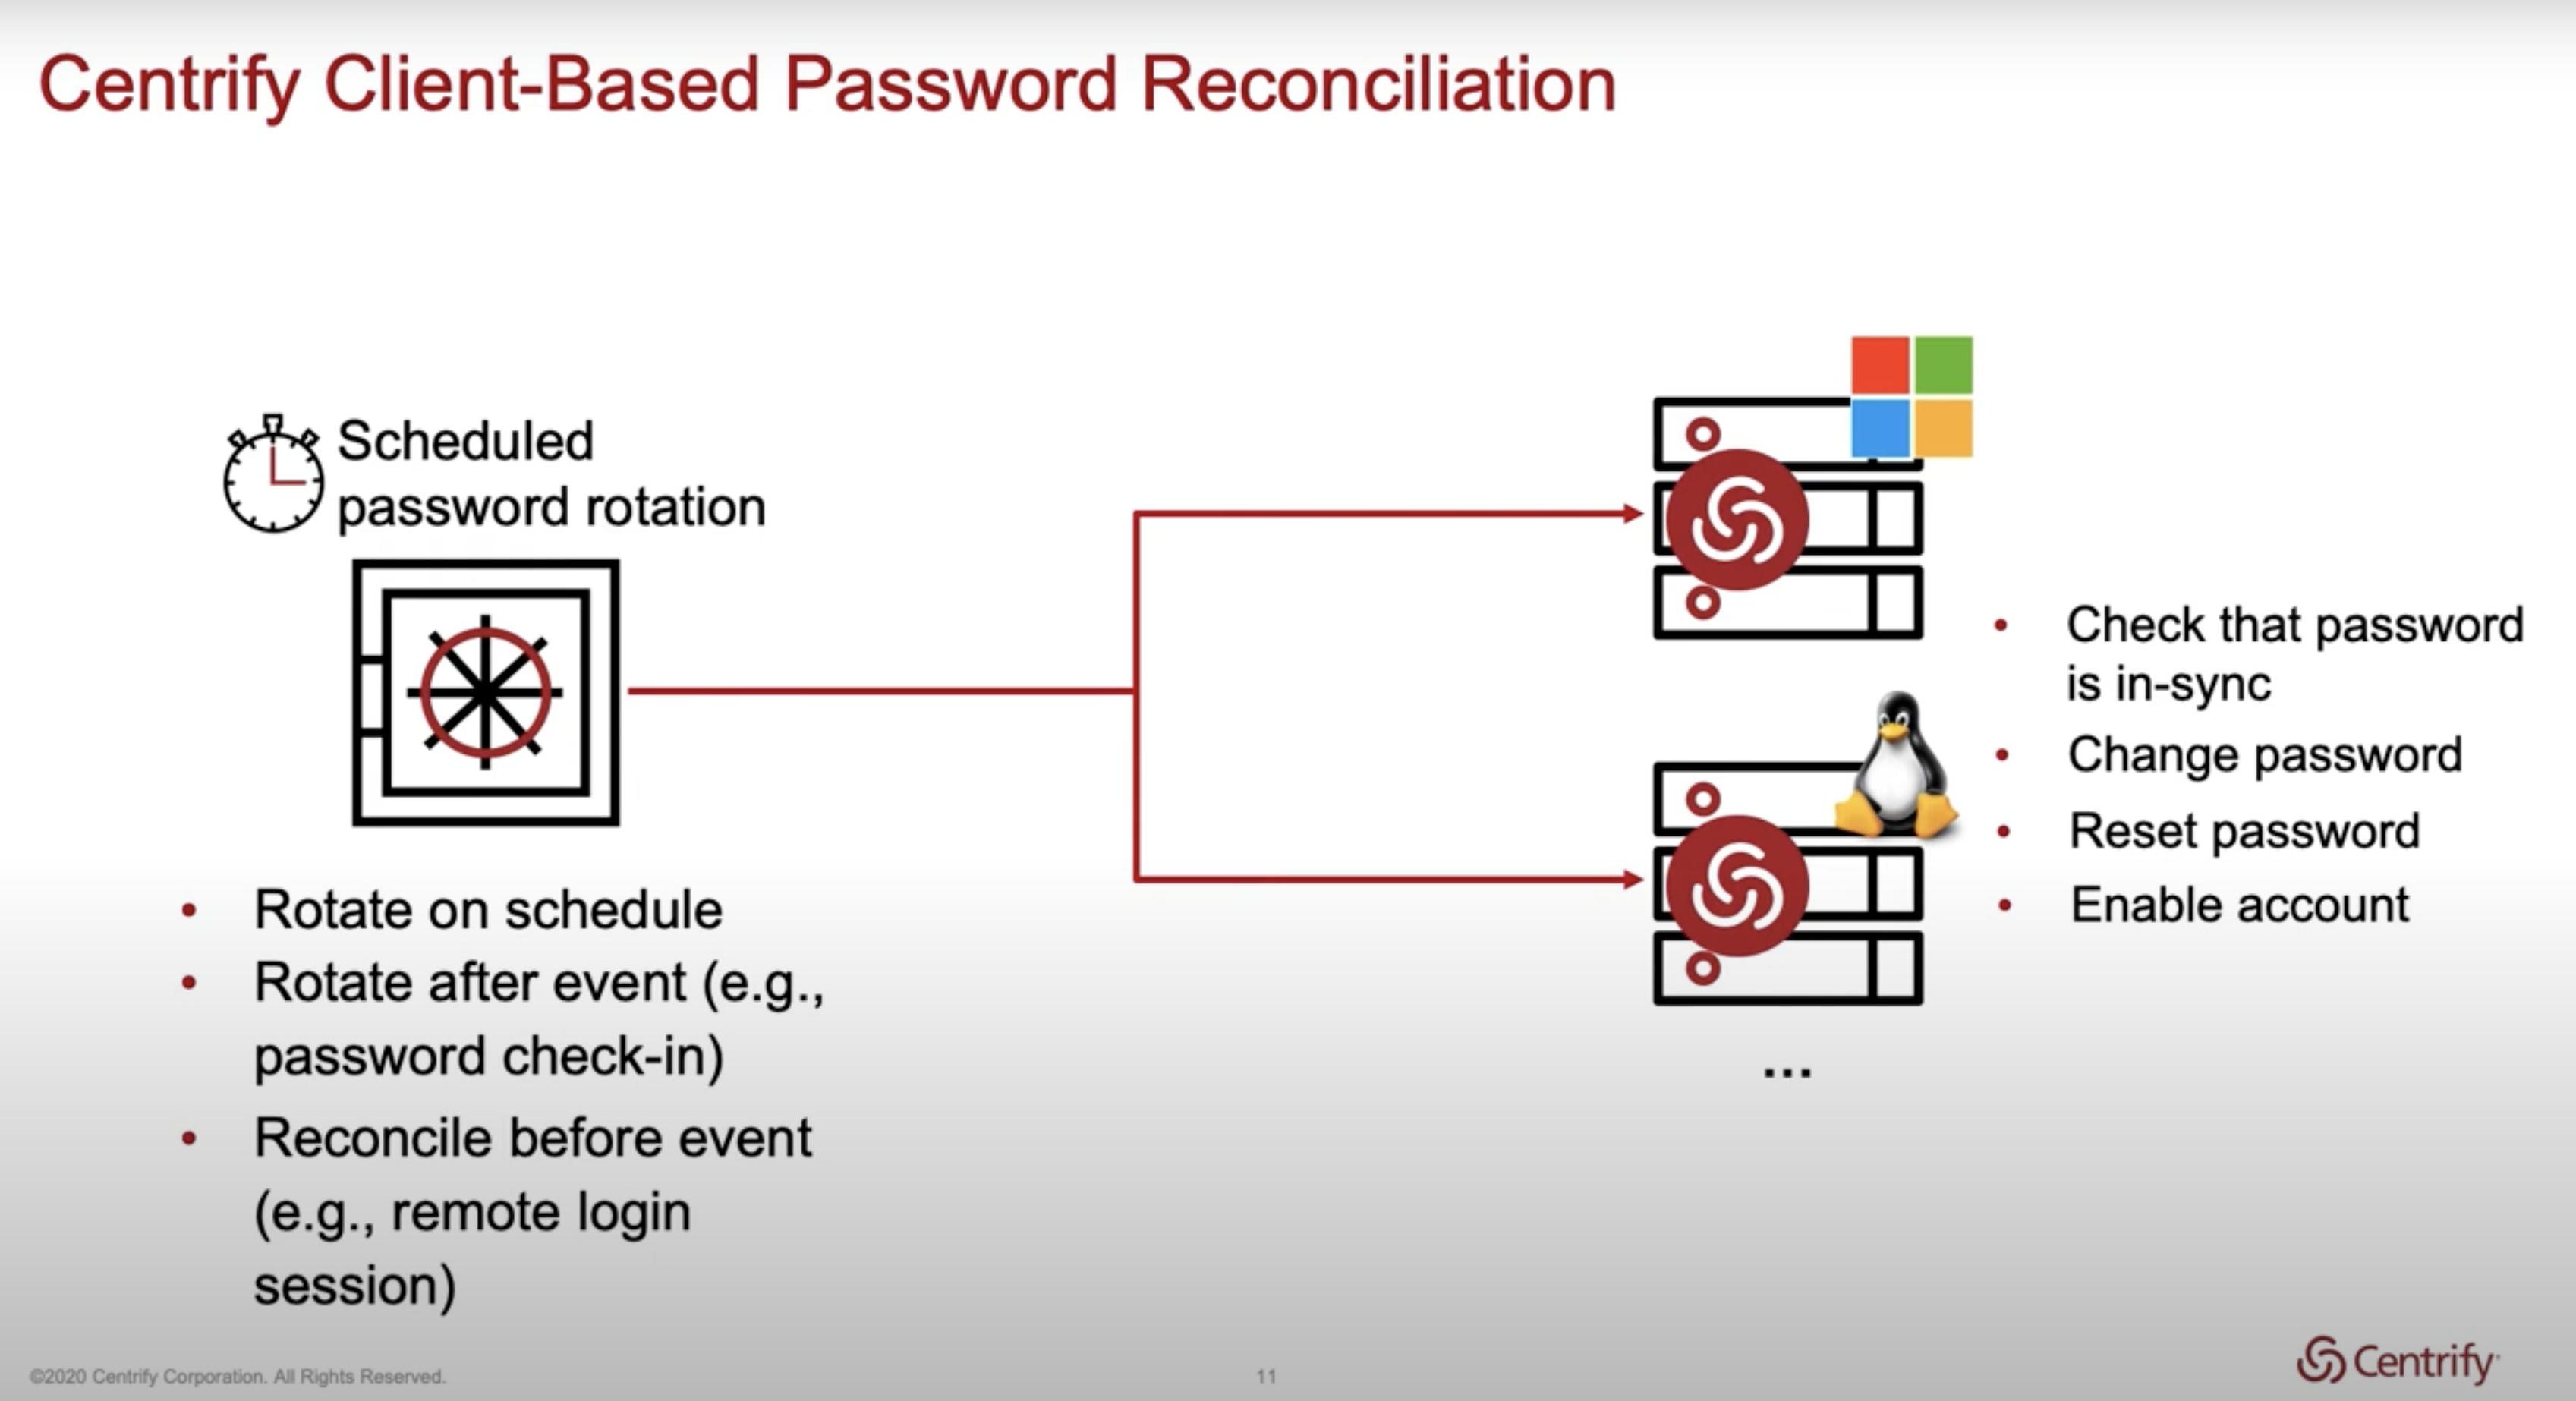 Centrify Client-Based Password Reconciliation
Scheduled
password rotation
• Rotate on schedule
• Rotate after event (e.g.,
password check-in)
• Reconcile before event
(e.g., remote login
session)
• Check that password
is in-sync
• Change password
• Reset password
• Enable account
...
©2020 Centrify Corporation. All Rights Reserved.
11
Centrify